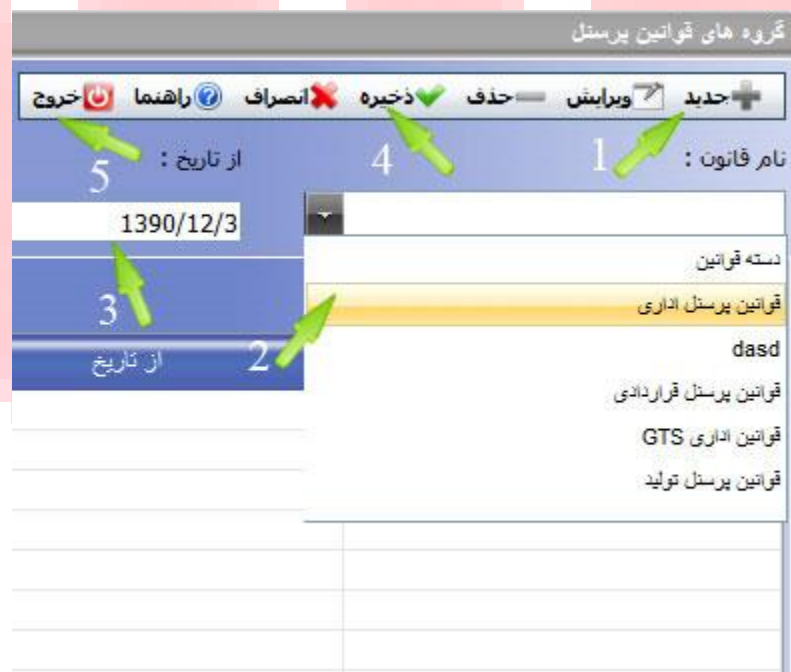 گروه های قوانین پرسنل
جدید ویرایش حذف ذخیره انصراف راهنما خروج
1 4 5
نام قانون : از تاریخ :
1390/12/3
دسته قوانین
قوانین پرسنل اداری
3
2
dasd
از تاریخ
قوانین پرسنل قراردادی
قوانین اداری GTS
قوانین پرسنل تولید